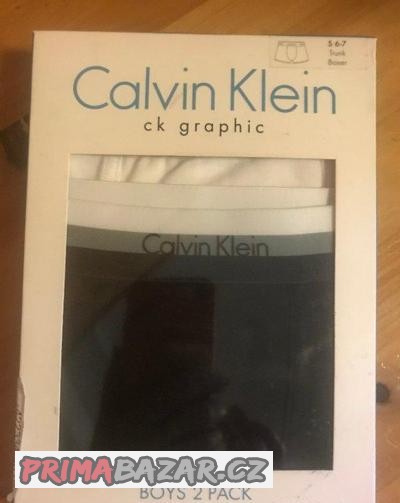 S 6-7
Trunk
Boxer
Calvin Klein
ck graphic
Calvin Klein
PRIMABAZAR.CZ
BOYS 2 PACK